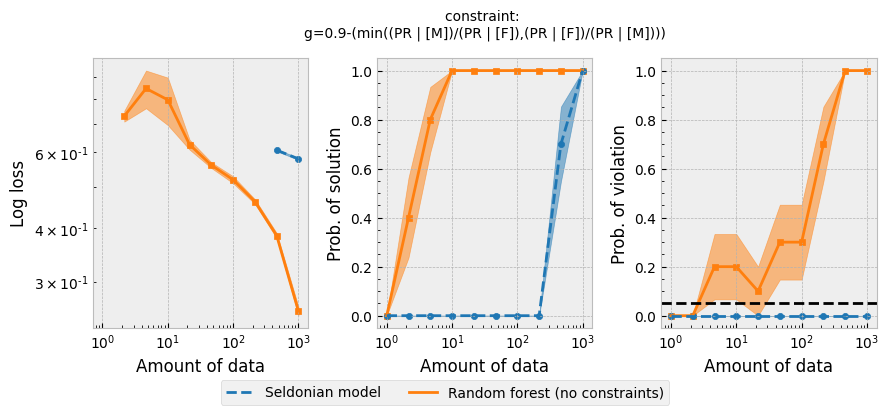 constraint:
g=0.9-(min((PR | [M])/(PR | [F]),(PR | [F])/(PR | [M])))
Log loss
6 × 10⁻¹
4 × 10⁻¹
3 × 10⁻¹
10⁰ 10¹ 10² 10³
Amount of data
Prob. of solution
1.0
0.8
0.6
0.4
0.2
0.0
10⁰ 10¹ 10² 10³
Amount of data
Prob. of violation
1.0
0.8
0.6
0.4
0.2
0.0
10⁰ 10¹ 10² 10³
Amount of data
Seldonian model
Random forest (no constraints)